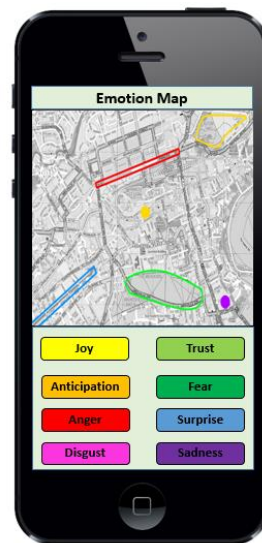 Emotion Map
Joy
Trust
Anticipation
Fear
Anger
Surprise
Disgust
Sadness